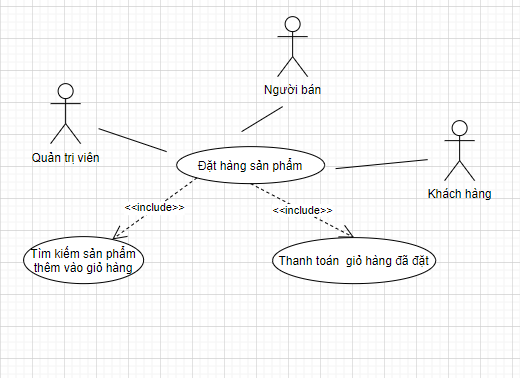 Người bán
Quản trị viên
Đặt hàng sản phẩm
Khách hàng
<<include>>
<<include>>
Tìm kiếm sản phẩm
thêm vào giỏ hàng
Thanh toán giỏ hàng đã đặt